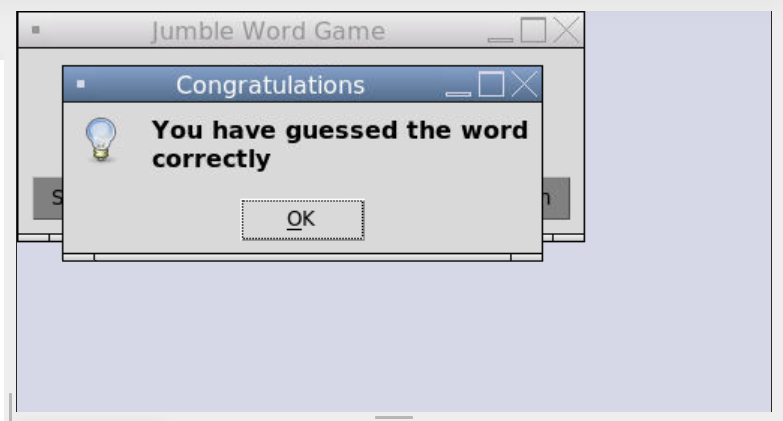 Jumble Word Game
Congratulations
You have guessed the word
correctly
OK